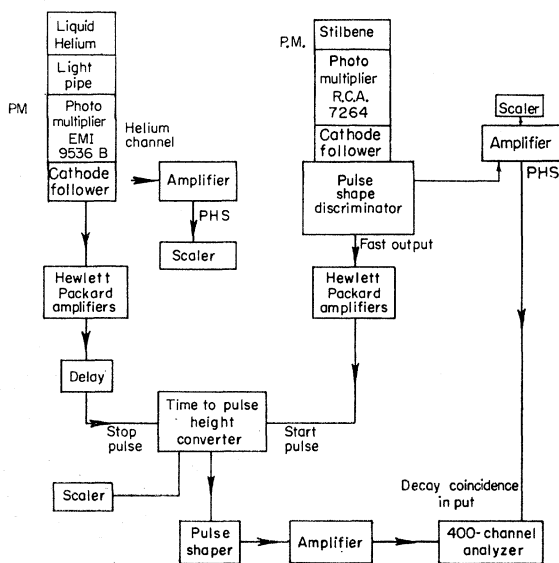 Liquid
Helium
Light
pipe
PM
Photo
multiplier
EMI
9536 B
Cathode
follower
Helium
channel
Amplifier
PHS
Scaler
Hewlett
Packard
amplifiers
Delay
P.M.
Stilbene
Photo
multiplier
R.C.A.
7264
Cathode
follower
Pulse
shape
discriminator
Fast output
Hewlett
Packard
amplifiers
Scaler
Amplifier
PHS
Stop
pulse
Time to pulse
height
converter
Start
pulse
Scaler
Pulse
shaper
Amplifier
Decay coincidence
in put
400-channel
analyzer